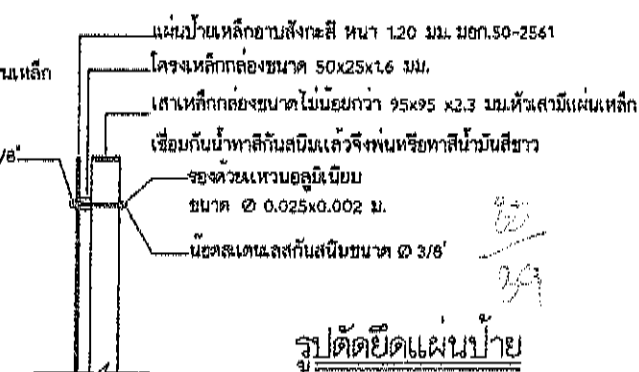 แผ่นป้ายเหล็กอาบสังกะสี หนา 1.20 มม. มอก.50-2561
นเหล็ก
โครงเหล็กกล่องขนาด 50x25x1.6 มม.
เสาเหล็กกล่องขนาดไม่น้อยกว่า 95x95 x2.3 มม.หัวเสามีแผ่นเหล็ก
เชื่อมกันน้ำทาสีกันสนิมแล้วจึงพ่นหรือทาสีน้ำมันสีขาว
/8"
รองด้วยแหวนอลูมิเนียม
ขนาด Ø 0.025x0.002 ม.
น๊อตสแตนเลสกันสนิมขนาด Ø 3/8"
รูปตัดยึดแผ่นป้าย